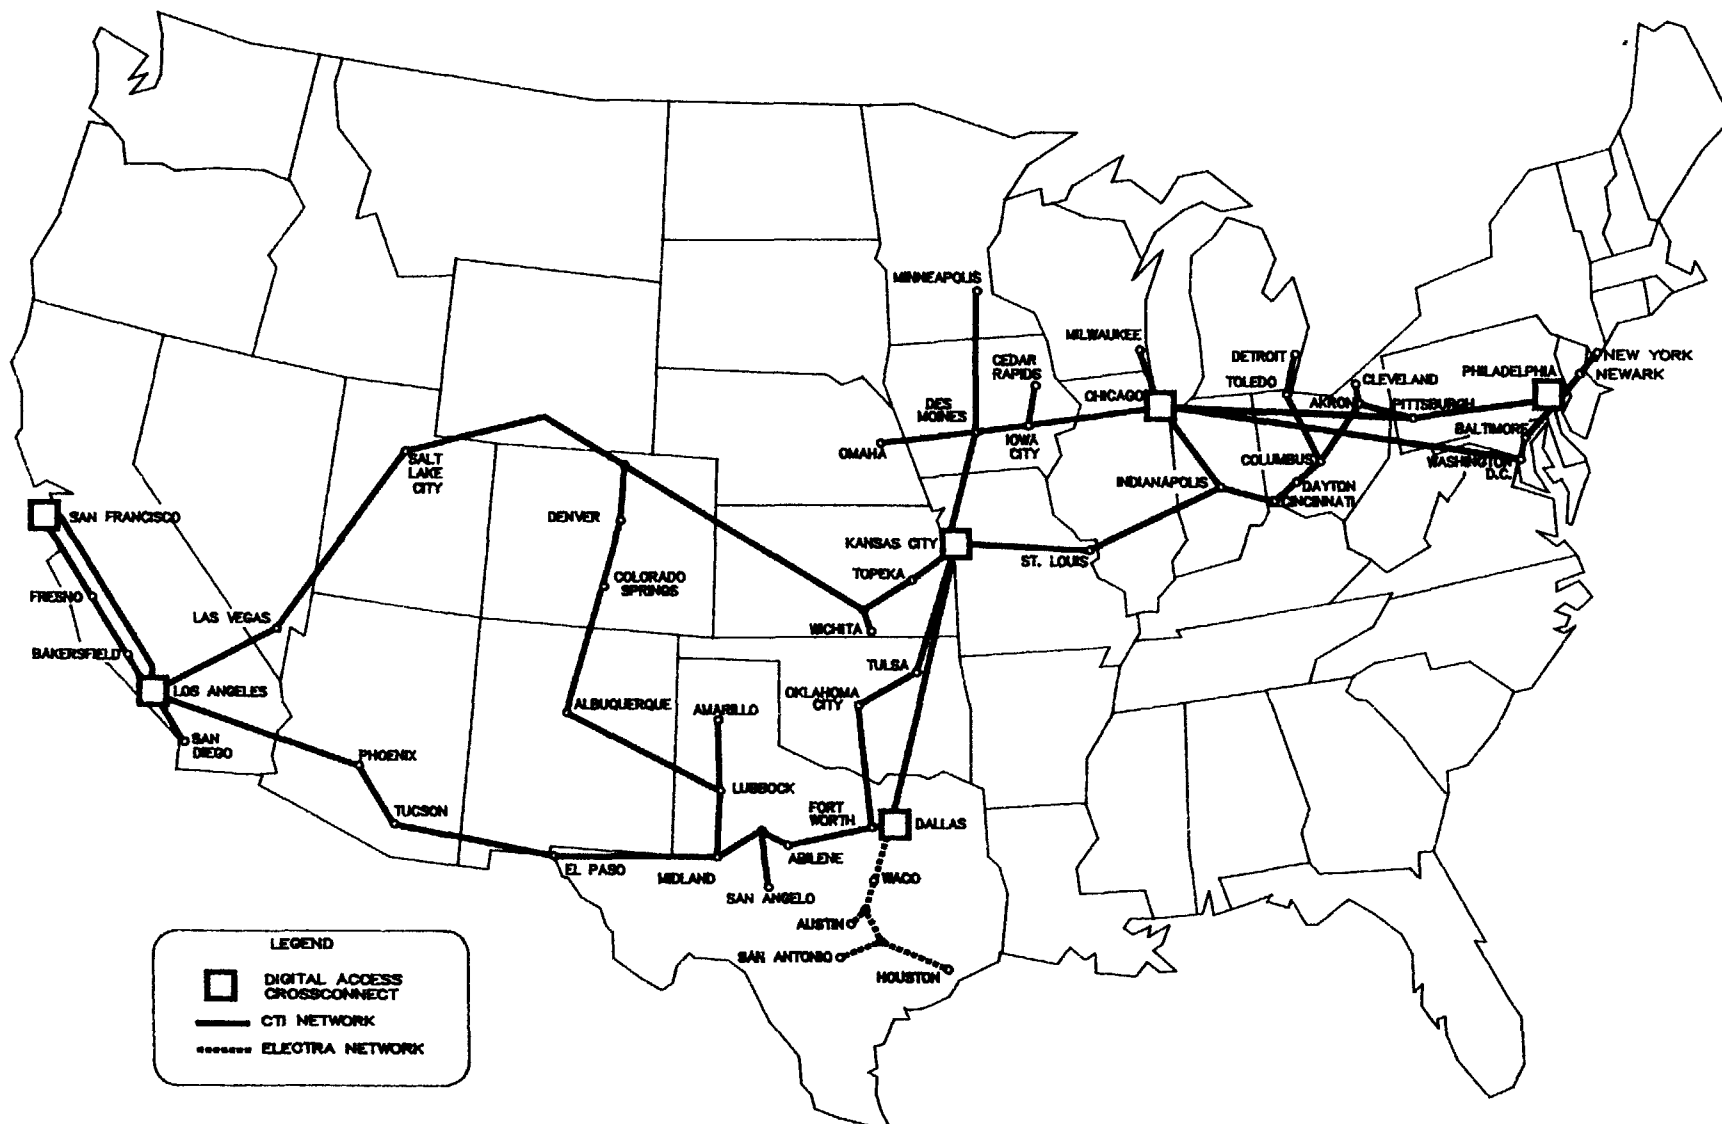 MINNEAPOLIS
MILWAUKEE
CEDAR
RAPIDS
DETROIT
NEW YORK
PHILADELPHIA
NEWARK
TOLEDO
CLEVELAND
CHICAGO
AKRON
PITTSBURGH
DES
MOINES
BALTIMORE
OMAHA
IOWA
CITY
COLUMBUS
WASHINGTON
D.C.
SALT
LAKE
CITY
INDIANAPOLIS
DAYTON
CINCINNATI
SAN FRANCISCO
DENVER
KANSAS CITY
ST. LOUIS
TOPEKA
COLORADO
SPRINGS
FRESNO
LAS VEGAS
WICHITA
BAKERSFIELD
TULSA
LOS ANGELES
OKLAHOMA
CITY
ALBUQUERQUE
AMARILLO
SAN
DIEGO
PHOENIX
LUBBOCK
TUCSON
FORT
WORTH
DALLAS
ABILENE
EL PASO
MIDLAND
WACO
SAN ANGELO
AUSTIN
SAN ANTONIO
HOUSTON
LEGEND
DIGITAL ACCESS
CROSSCONNECT
CTI NETWORK
ELECTRA NETWORK